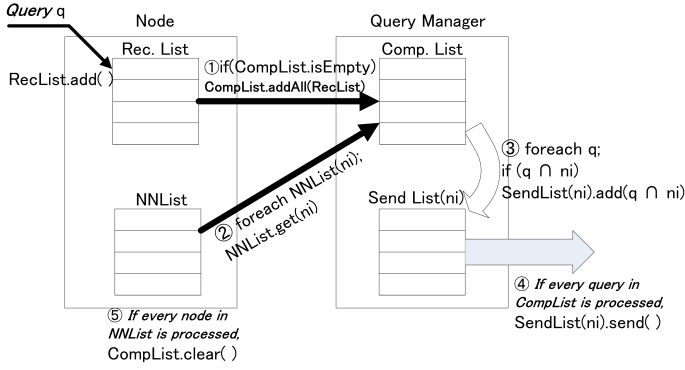 Query q
Node
Query Manager
Rec. List
Comp. List
RecList.add( )
①if(CompList.isEmpty)
CompList.addAll(RecList)
③ foreach q;
if (q ∩ ni)
SendList(ni).add(q ∩ ni)
② foreach NNList(ni);
NNList.get(ni)
NNList
Send List(ni)
④ If every query in
CompList is processed,
SendList(ni).send( )
⑤ If every node in
NNList is processed,
CompList.clear( )